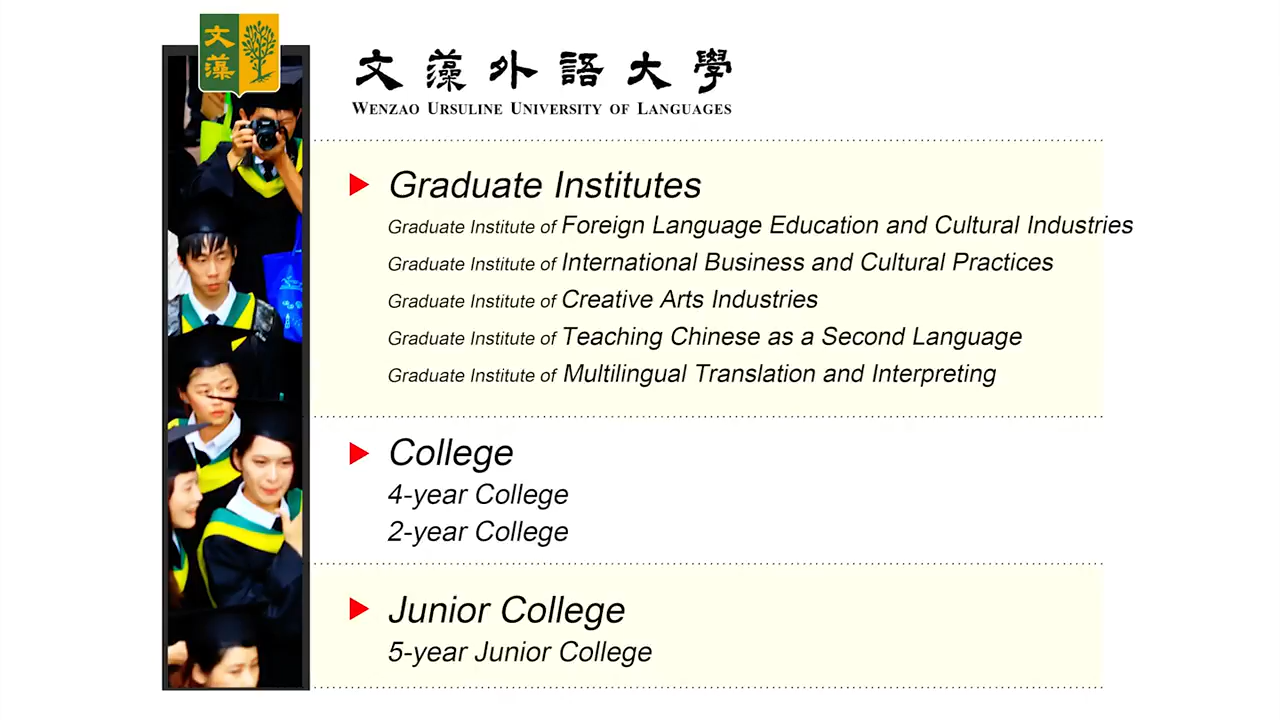 文藻
文藻外語大學
Wenzao Ursuline University of Languages
Graduate Institutes
Graduate Institute of Foreign Language Education and Cultural Industries
Graduate Institute of International Business and Cultural Practices
Graduate Institute of Creative Arts Industries
Graduate Institute of Teaching Chinese as a Second Language
Graduate Institute of Multilingual Translation and Interpreting
College
4-year College
2-year College
Junior College
5-year Junior College